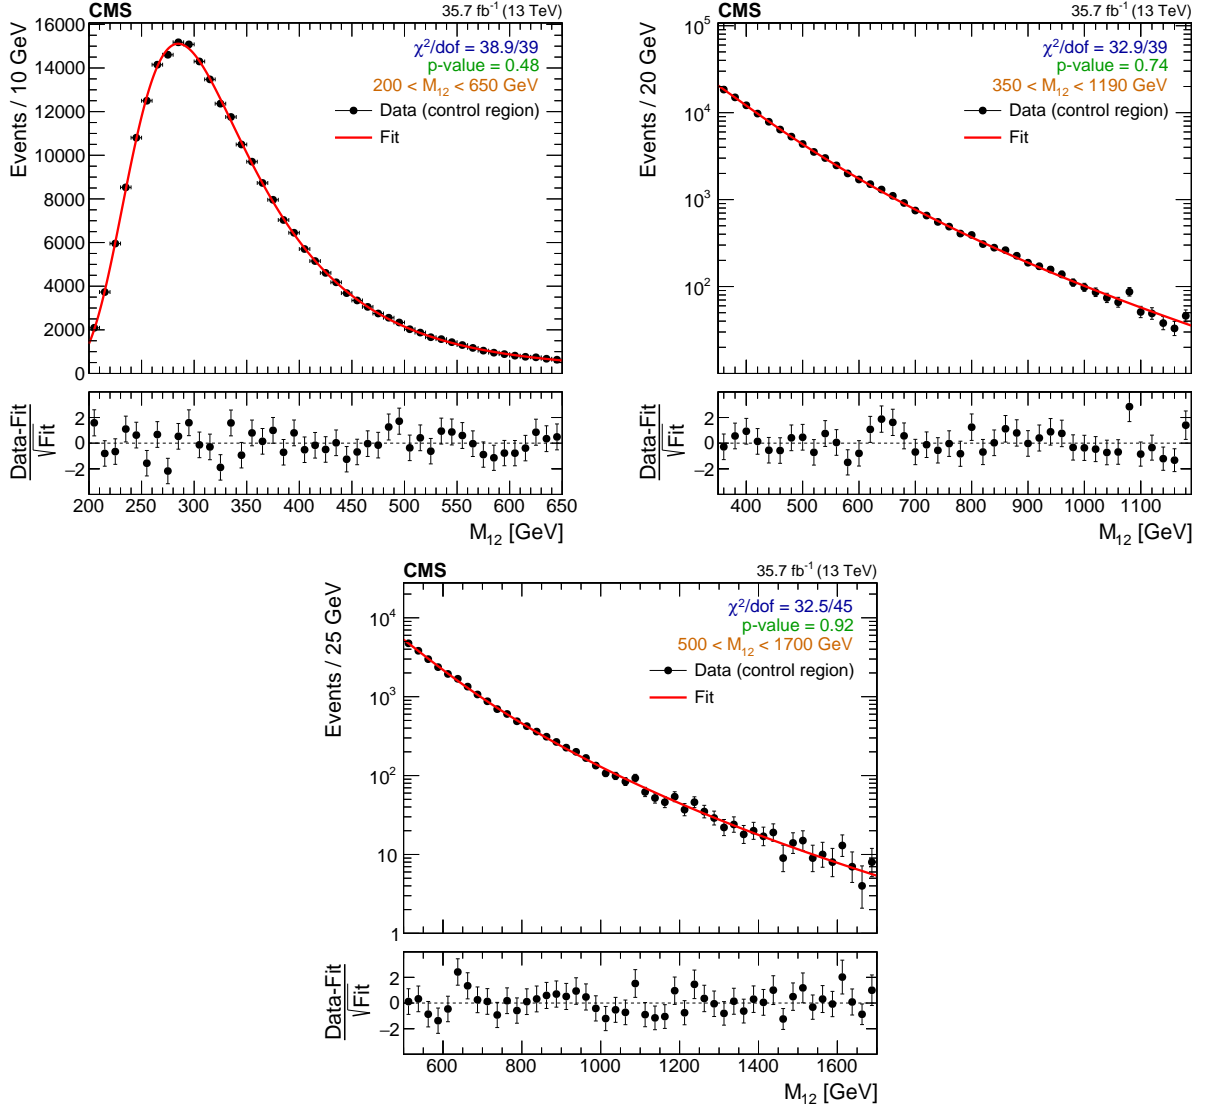 CMS
35.7 fb⁻¹ (13 TeV)
Events / 10 GeV
16000
14000
12000
10000
8000
6000
4000
2000
0
χ²/dof = 38.9/39
p-value = 0.48
200 < M₁₂ < 650 GeV
Data (control region)
Fit
Data-Fit
√Fit
2
0
−2
200 250 300 350 400 450 500 550 600 650
M₁₂ [GeV]
CMS
35.7 fb⁻¹ (13 TeV)
Events / 20 GeV
10⁵
10⁴
10³
10²
χ²/dof = 32.9/39
p-value = 0.74
350 < M₁₂ < 1190 GeV
Data (control region)
Fit
Data-Fit
√Fit
2
0
−2
400 500 600 700 800 900 1000 1100
M₁₂ [GeV]
CMS
35.7 fb⁻¹ (13 TeV)
Events / 25 GeV
10⁴
10³
10²
10
1
χ²/dof = 32.5/45
p-value = 0.92
500 < M₁₂ < 1700 GeV
Data (control region)
Fit
Data-Fit
√Fit
2
0
−2
600 800 1000 1200 1400 1600
M₁₂ [GeV]